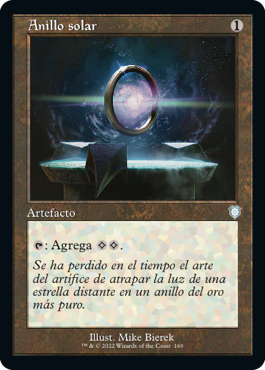 Anillo solar 1
Artefacto
: Agrega .
Se ha perdido en el tiempo el arte
del artífice de atrapar la luz de una
estrella distante en un anillo del oro
más puro.
Illust. Mike Bierek
™ & © 2022 Wizards of the Coast 160